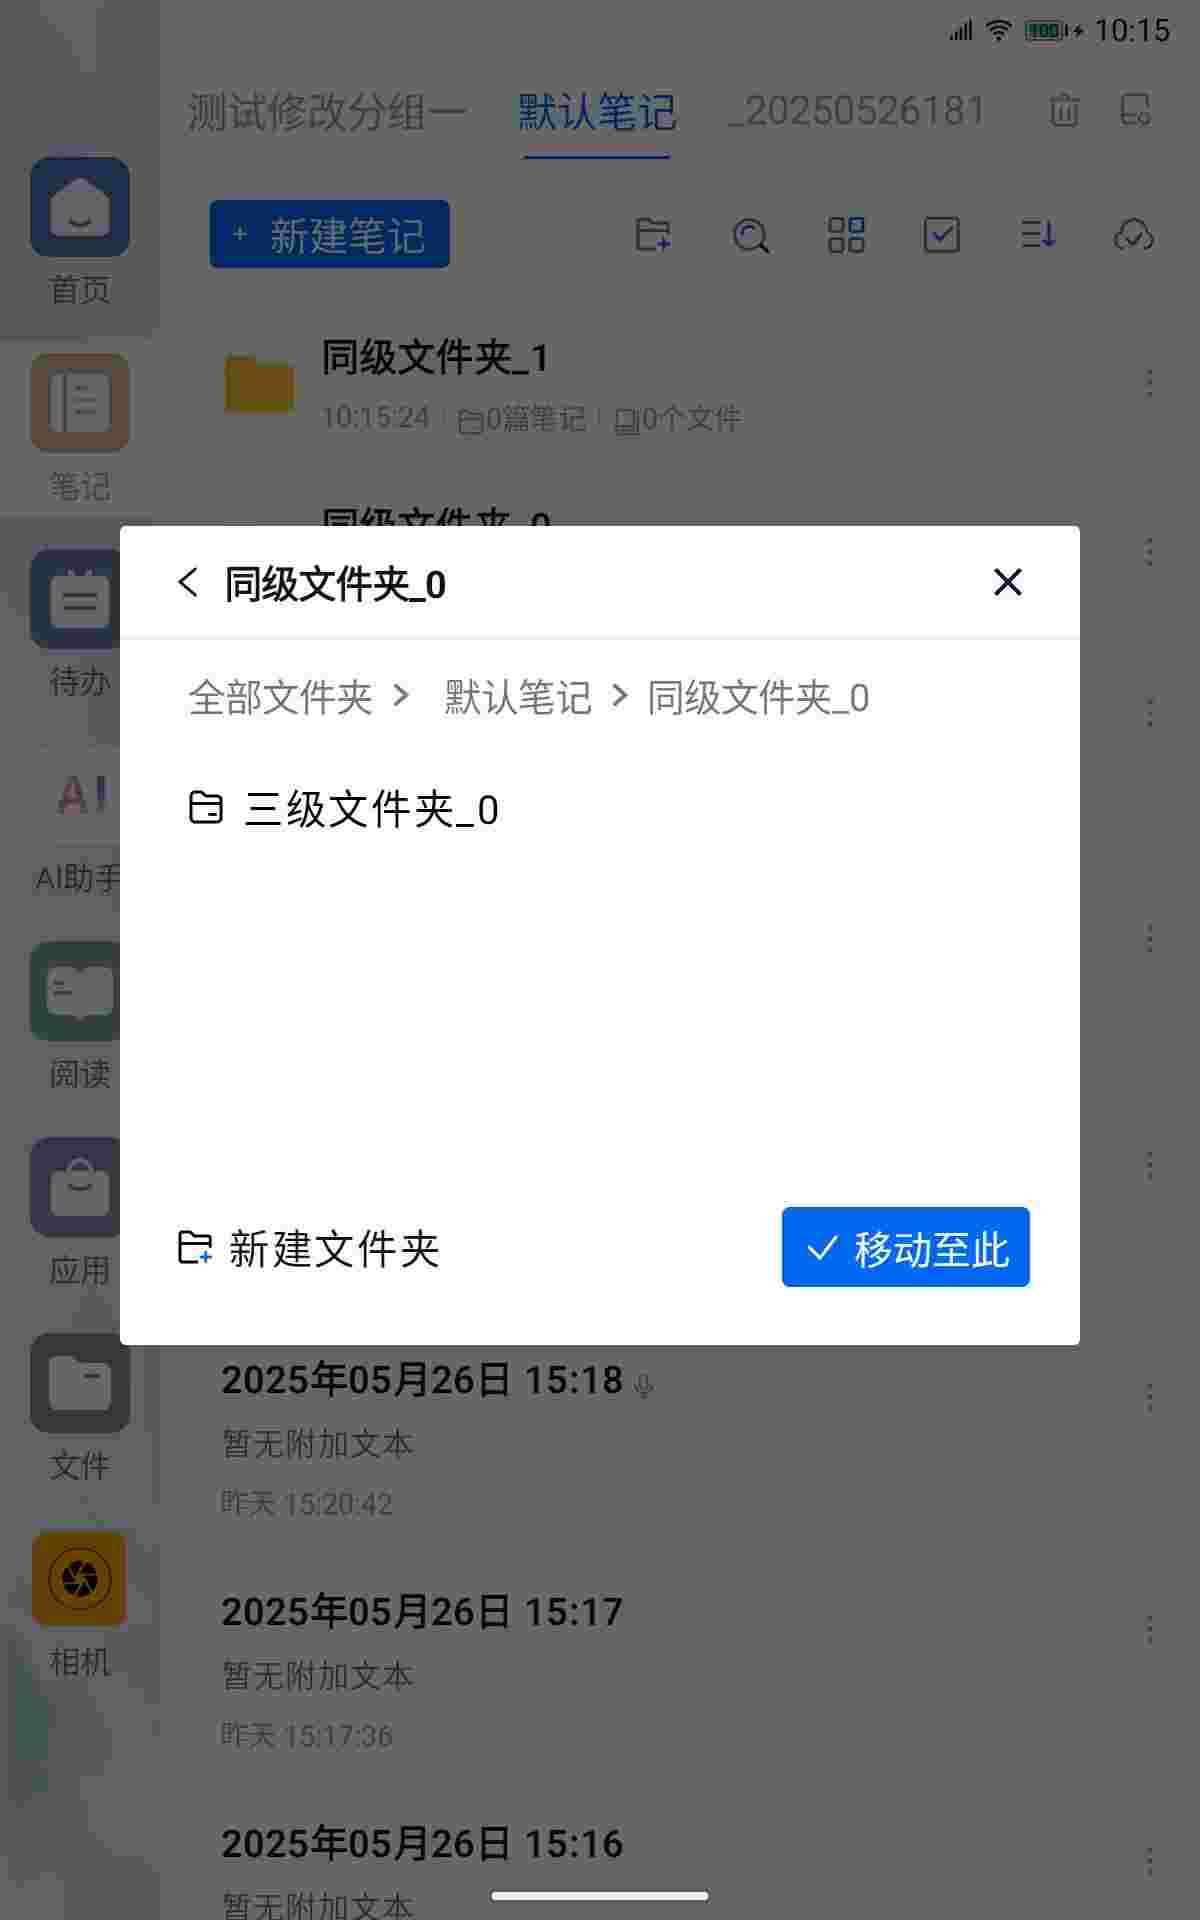 100 10:15
测试修改分组一 默认笔记 _20250526181
首页
+ 新建笔记
同级文件夹_1
10:15:24 0篇笔记 0个文件
笔记
同级文件夹_0
同级文件夹_0
全部文件夹 > 默认笔记 > 同级文件夹_0
三级文件夹_0
新建文件夹
移动至此
待办
AI
AI助手
阅读
应用
文件
相机
2025年05月26日 15:18
暂无附加文本
昨天 15:20:42
2025年05月26日 15:17
暂无附加文本
昨天 15:17:36
2025年05月26日 15:16
暂无附加文本